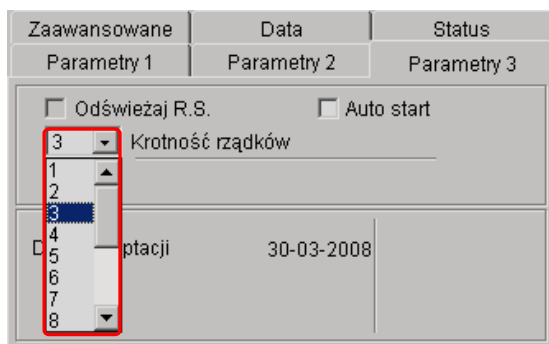 Zaawansowane Data Status
Parametry 1 Parametry 2 Parametry 3
Odświeżaj R.S. Auto start
3 Krotność rządków
1
2
3
4
5
6
7
8
D ptacji 30-03-2008